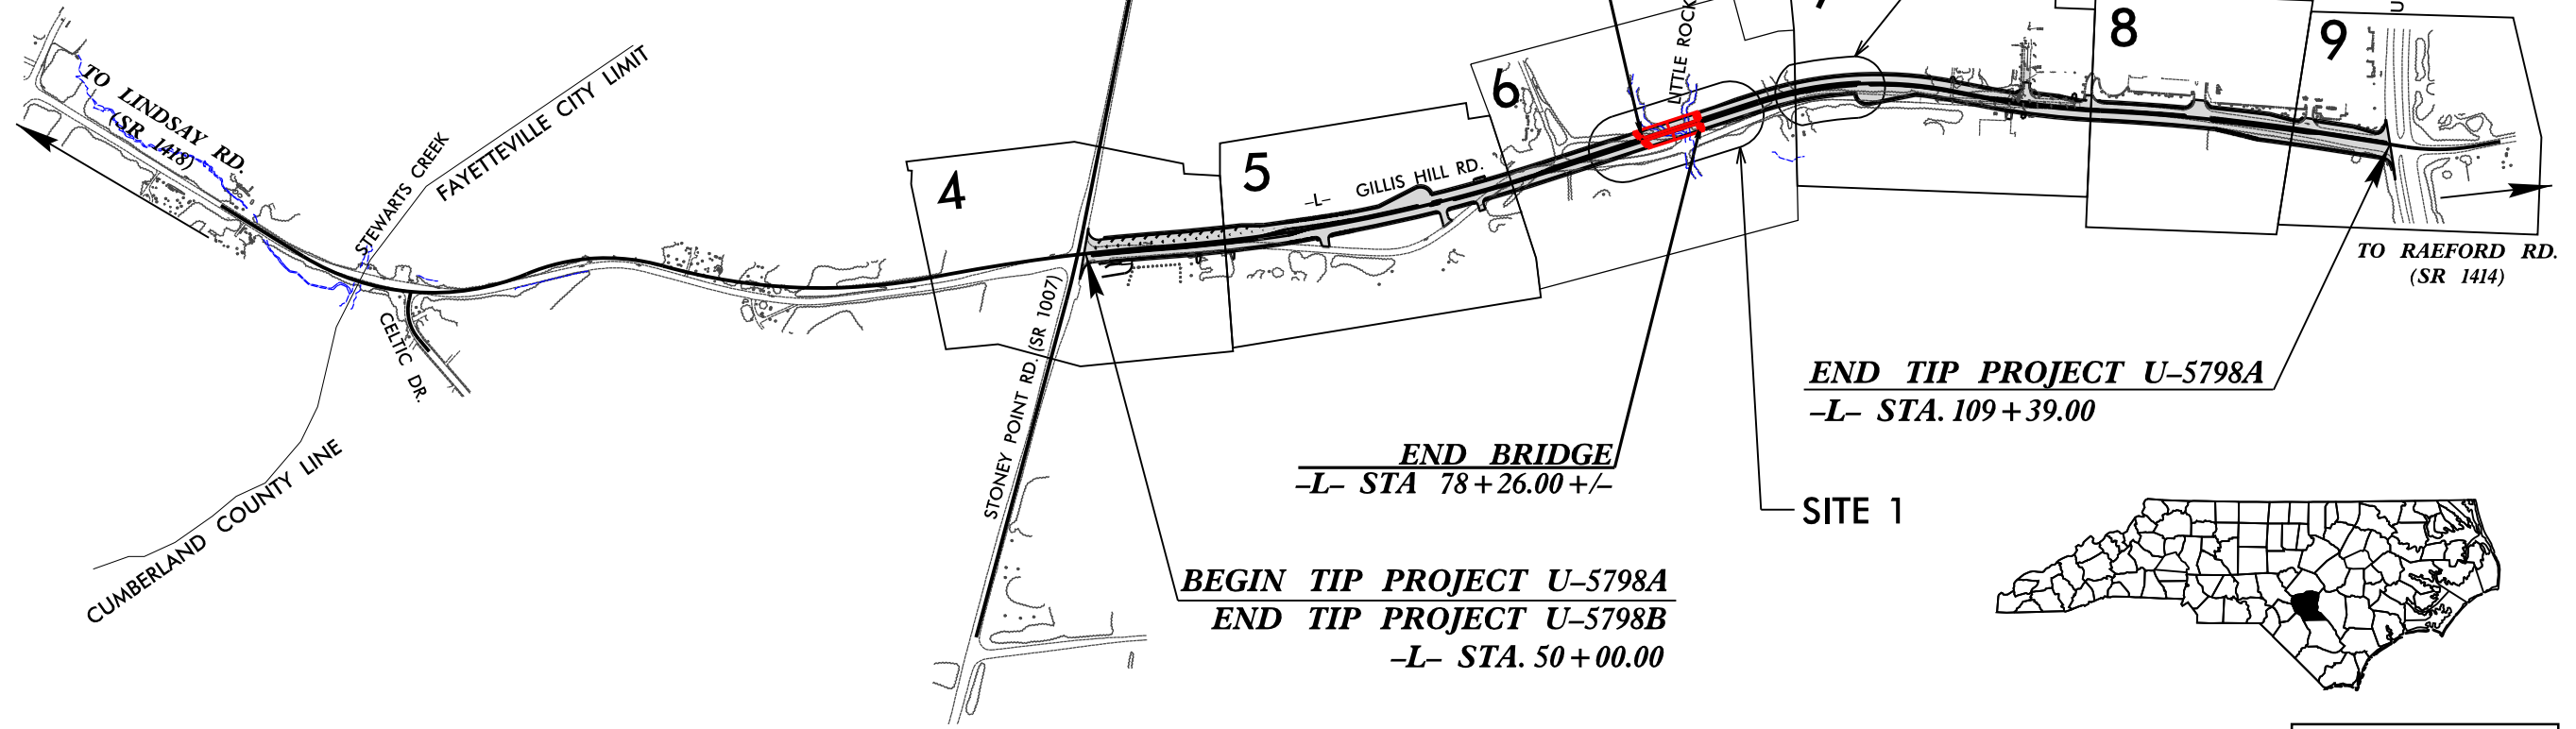 TO LINDSAY RD.
(SR 1418)
STEWARTS CREEK
FAYETTEVILLE CITY LIMIT
CELTIC DR.
CUMBERLAND COUNTY LINE
4
5
6
8
9
-L-
GILLIS HILL RD.
LITTLE ROCK
STONEY POINT RD. (SR 1007)
TO RAEFORD RD.
(SR 1414)
END TIP PROJECT U-5798A
-L- STA. 109+39.00
END BRIDGE
-L- STA 78+26.00 +/-
SITE 1
BEGIN TIP PROJECT U-5798A
END TIP PROJECT U-5798B
-L- STA. 50+00.00